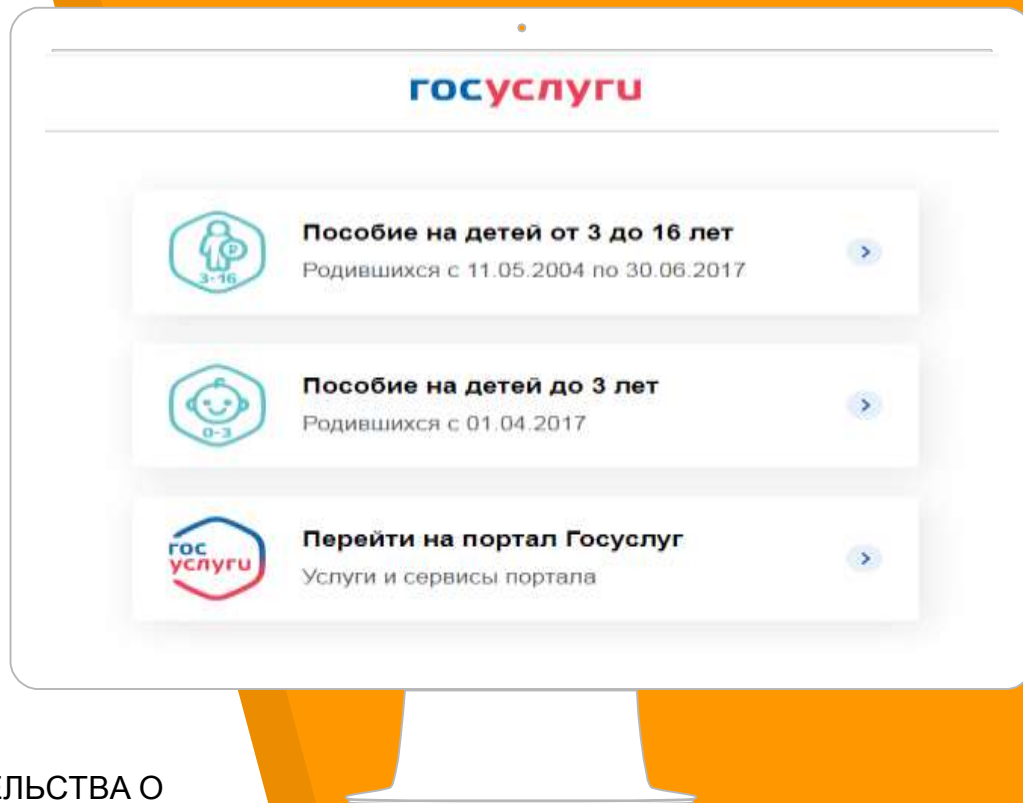 госуслуги
Пособие на детей от 3 до 16 лет
Родившихся с 11.05.2004 по 30.06.2017
3-16
Пособие на детей до 3 лет
Родившихся с 01.04.2017
0-3
Перейти на портал Госуслуг
гос
услуги
Услуги и сервисы портала
ЕЛЬСТВА О